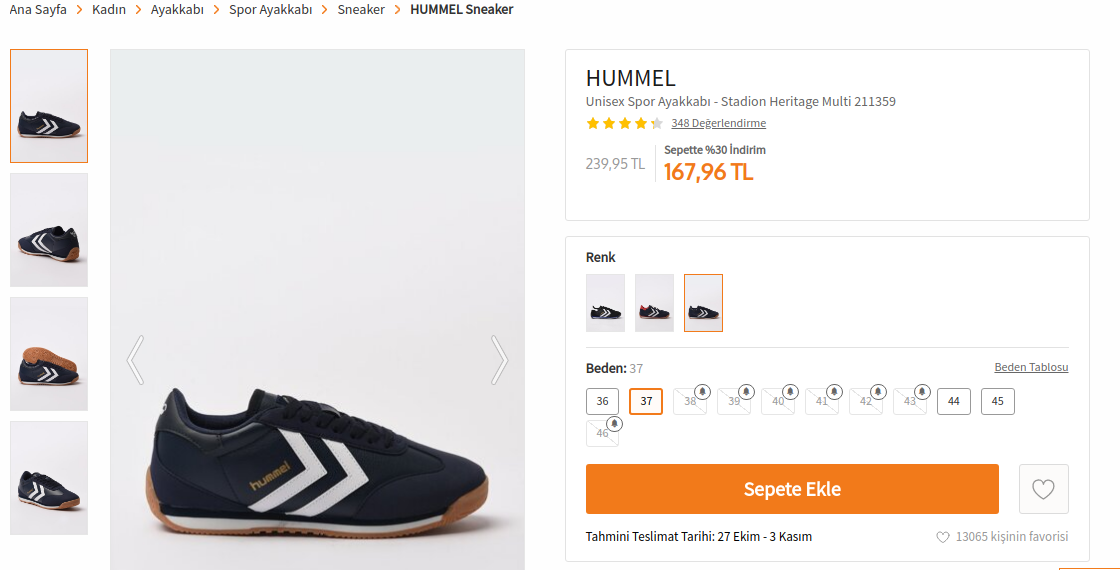 Ana Sayfa > Kadın > Ayakkabı > Spor Ayakkabı > Sneaker > HUMMEL Sneaker
hummel
HUMMEL
Unisex Spor Ayakkabı - Stadion Heritage Multi 211359
348 Değerlendirme
Sepette %30 İndirim
239,95 TL
167,96 TL
Renk
Beden: 37
Beden Tablosu
36 37 38 39 40 41 42 43 44 45
46
Sepete Ekle
Tahmini Teslimat Tarihi: 27 Ekim - 3 Kasım
13065 kişinin favorisi